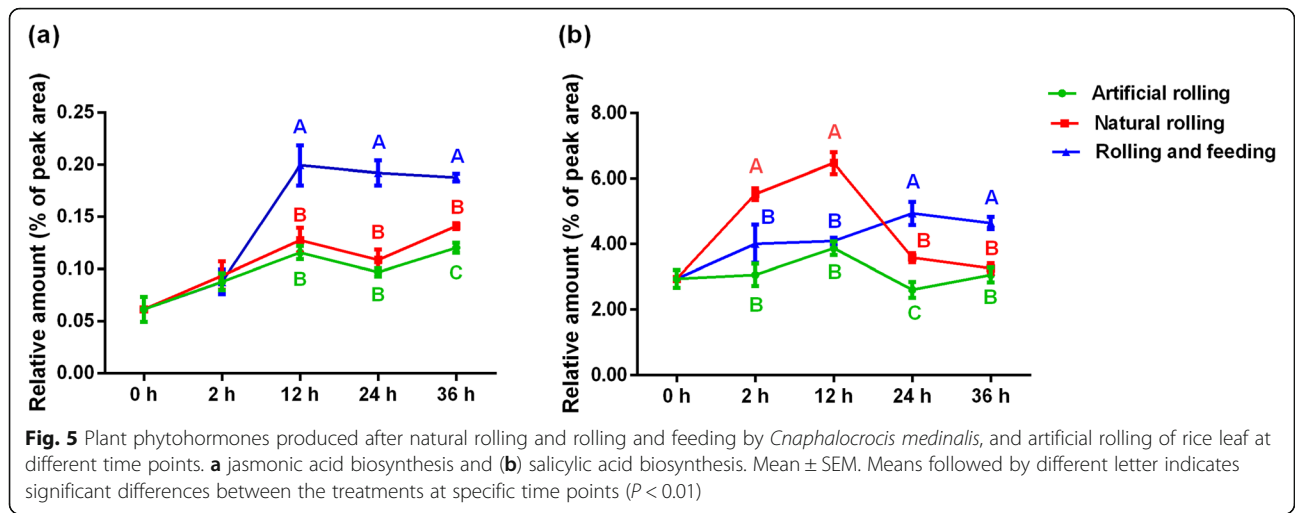 (a)
(b)
Relative amount (% of peak area)
0.25
0.20
0.15
0.10
0.05
0.00
A
A
A
B
B
B
B
B
C
0 h
2 h
12 h
24 h
36 h
Relative amount (% of peak area)
8.00
6.00
4.00
2.00
0.00
A
A
A
A
B
B
B
B
B
B
C
B
0 h
2 h
12 h
24 h
36 h
Artificial rolling
Natural rolling
Rolling and feeding
Fig. 5 Plant phytohormones produced after natural rolling and rolling and feeding by Cnaphalocrocis medinalis, and artificial rolling of rice leaf at
different time points. a jasmonic acid biosynthesis and (b) salicylic acid biosynthesis. Mean ± SEM. Means followed by different letter indicates
significant differences between the treatments at specific time points (P < 0.01)